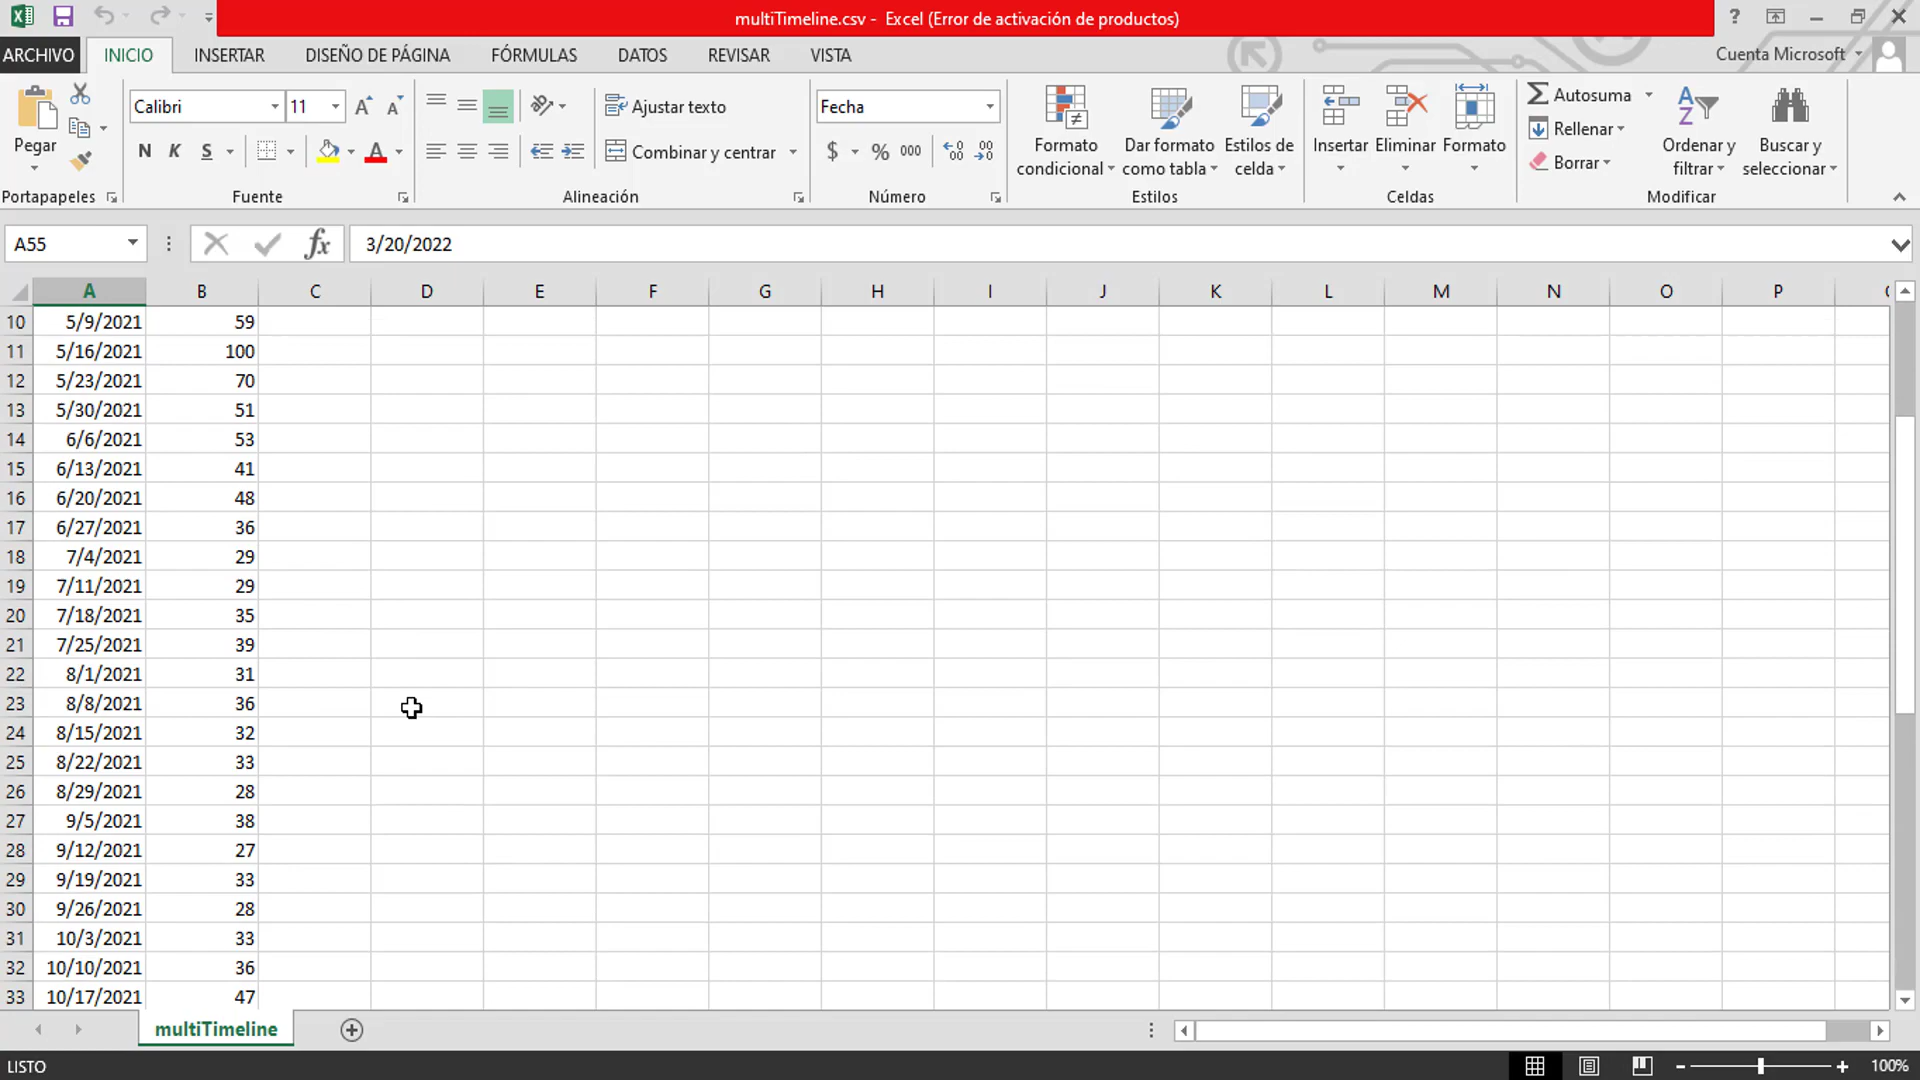 multiTimeline.csv - Excel (Error de activación de productos)
?
ARCHIVO INICIO INSERTAR DISEÑO DE PÁGINA FÓRMULAS DATOS REVISAR VISTA Cuenta Microsoft
Pegar
Portapapeles
Calibri 11
N K S A
Fuente
Ajustar texto
Combinar y centrar
Alineación
Fecha
$ % 000
Número
Formato condicional
Dar formato como tabla
Estilos de celda
Estilos
Insertar Eliminar Formato
Celdas
Autosuma
Rellenar
Borrar
Ordenar y filtrar
Buscar y seleccionar
Modificar
A55 fx 3/20/2022
A B C D E F G H I J K L M N O P
10 5/9/2021 59
11 5/16/2021 100
12 5/23/2021 70
13 5/30/2021 51
14 6/6/2021 53
15 6/13/2021 41
16 6/20/2021 48
17 6/27/2021 36
18 7/4/2021 29
19 7/11/2021 29
20 7/18/2021 35
21 7/25/2021 39
22 8/1/2021 31
23 8/8/2021 36
24 8/15/2021 32
25 8/22/2021 33
26 8/29/2021 28
27 9/5/2021 38
28 9/12/2021 27
29 9/19/2021 33
30 9/26/2021 28
31 10/3/2021 33
32 10/10/2021 36
33 10/17/2021 47
multiTimeline
LISTO 100%